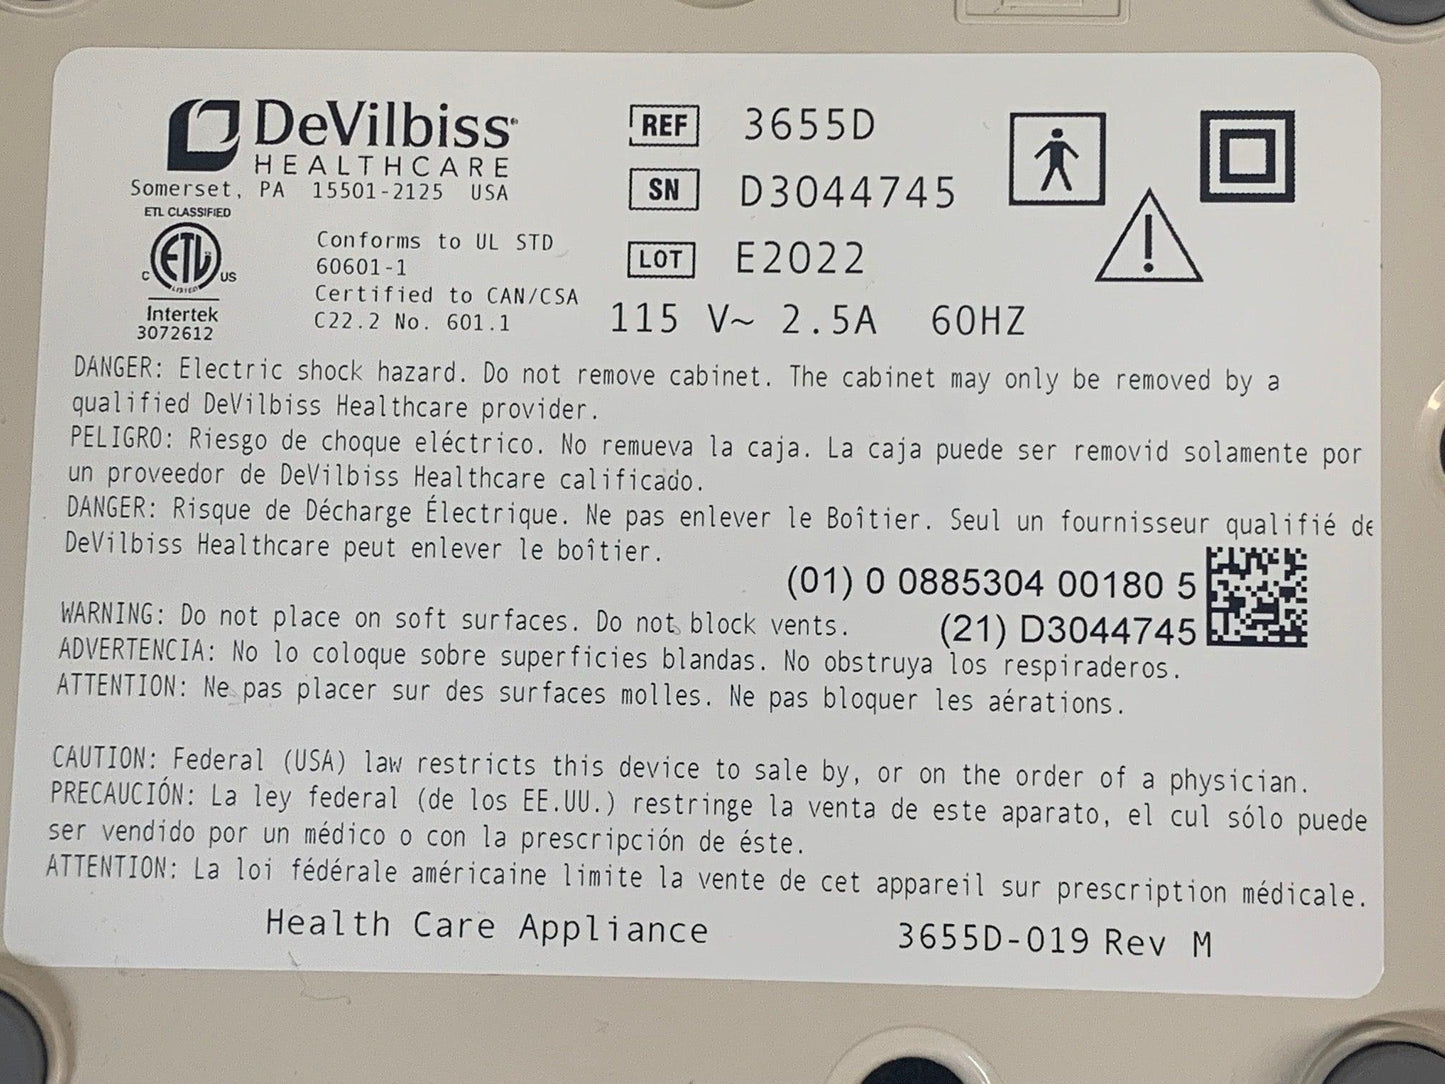 DeVilbiss
HEALTHCARE
Somerset, PA 15501-2125 USA
ETL CLASSIFIED
ETL
C US
LISTED
Intertek
3072612
Conforms to UL STD
60601-1
Certified to CAN/CSA
C22.2 No. 601.1
REF 3655D
SN D3044745
LOT E2022
115 V~ 2.5A 60HZ
DANGER: Electric shock hazard. Do not remove cabinet. The cabinet may only be removed by a
qualified DeVilbiss Healthcare provider.
PELIGRO: Riesgo de choque eléctrico. No remueva la caja. La caja puede ser removid solamente por
un proveedor de DeVilbiss Healthcare calificado.
DANGER: Risque de Décharge Électrique. Ne pas enlever le Boîtier. Seul un fournisseur qualifié de
DeVilbiss Healthcare peut enlever le boîtier.
(01) 0 0885304 00180 5
(21) D3044745
WARNING: Do not place on soft surfaces. Do not block vents.
ADVERTENCIA: No lo coloque sobre superficies blandas. No obstruya los respiraderos.
ATTENTION: Ne pas placer sur des surfaces molles. Ne pas bloquer les aérations.
CAUTION: Federal (USA) law restricts this device to sale by, or on the order of a physician.
PRECAUCIÓN: La ley federal (de los EE.UU.) restringe la venta de este aparato, el cul sólo puede
ser vendido por un médico o con la prescripción de éste.
ATTENTION: La loi fédérale américaine limite la vente de cet appareil sur prescription médicale.
Health Care Appliance
3655D-019 Rev M